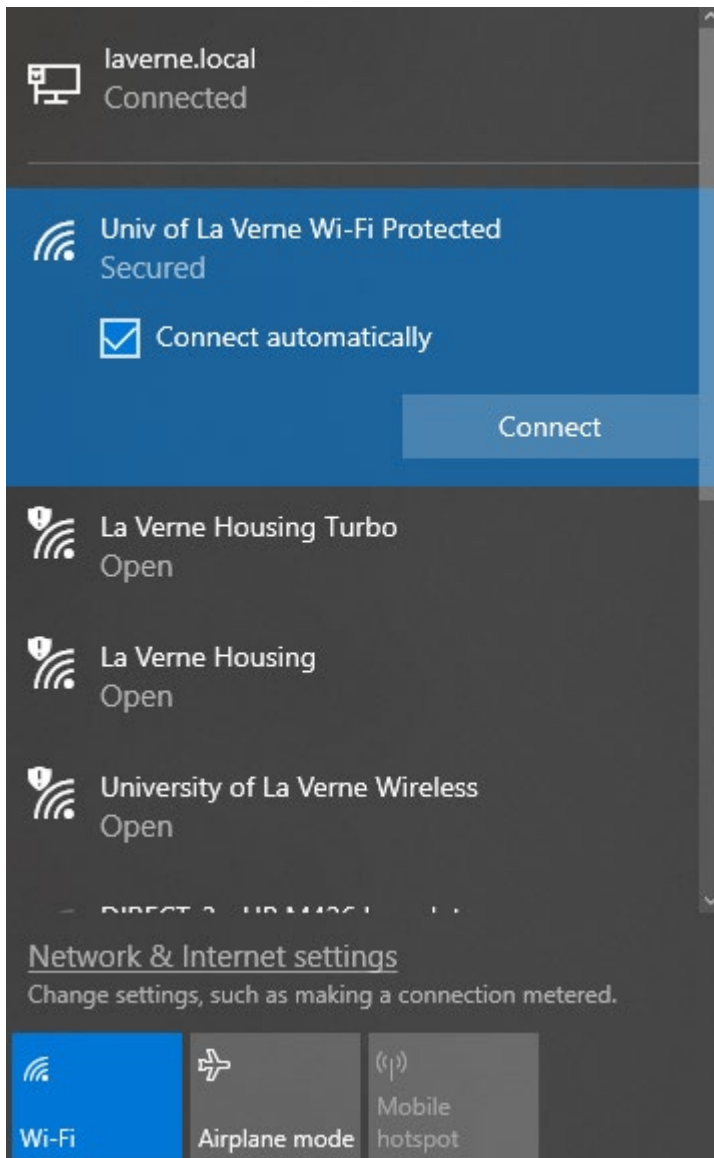 laverne.local
Connected
Univ of La Verne Wi-Fi Protected
Secured
Connect automatically
Connect
La Verne Housing Turbo
Open
La Verne Housing
Open
University of La Verne Wireless
Open
Network & Internet settings
Change settings, such as making a connection metered.
Wi-Fi
Airplane mode
Mobile
hotspot